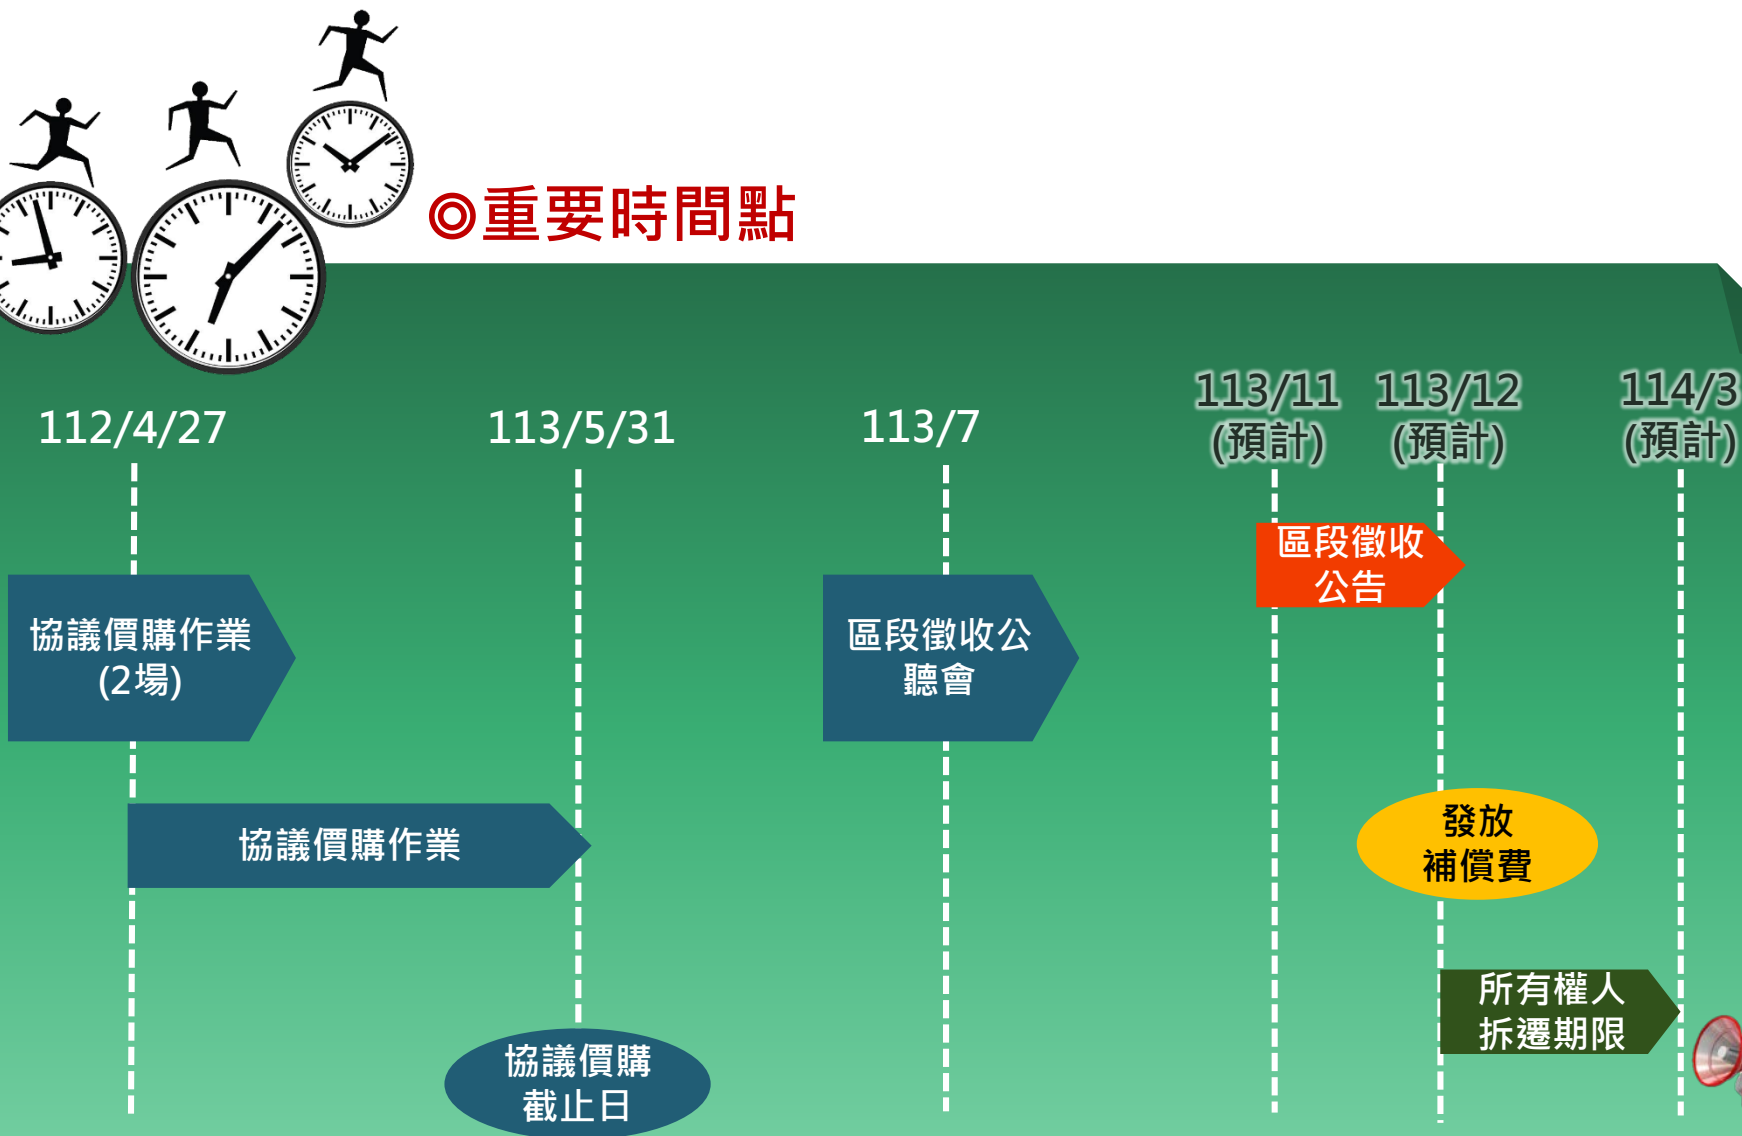 ◎重要時間點
112/4/27
113/5/31
113/7
113/11
(預計)
113/12
(預計)
114/3
(預計)
區段徵收
公告
協議價購作業
(2場)
區段徵收公
聽會
協議價購作業
發放
補償費
所有權人
拆遷期限
協議價購
截止日